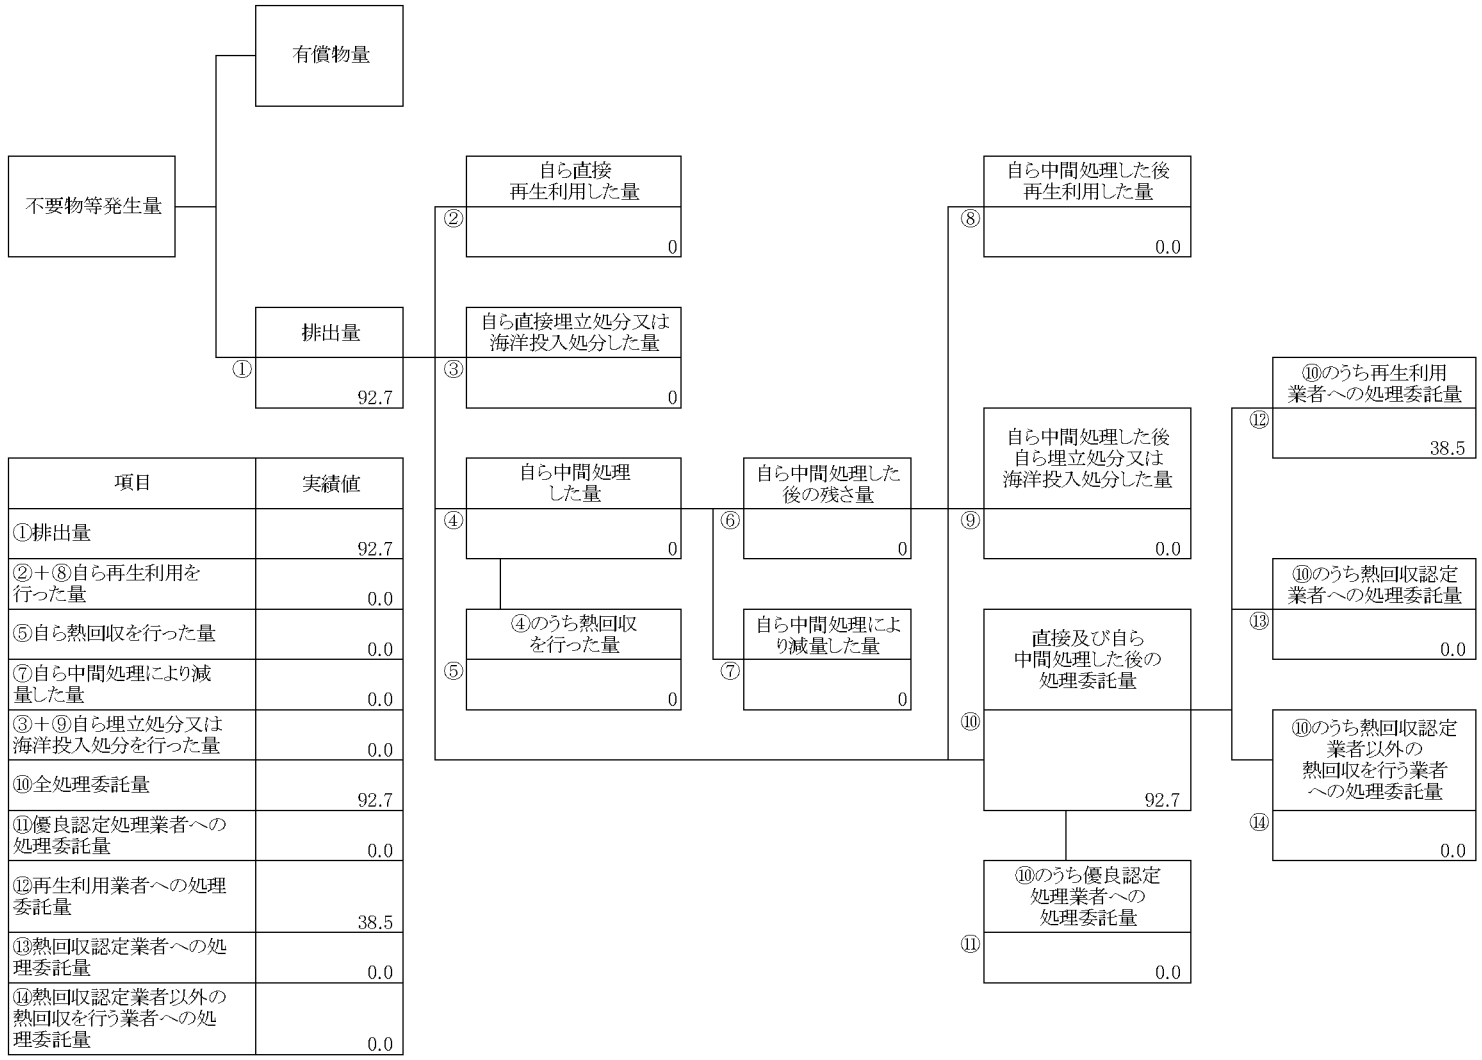 有償物量
不要物等発生量
自ら直接
再生利用した量
②
0
自ら中間処理した後
再生利用した量
⑧
0.0
排出量
①
92.7
自ら直接埋立処分又は
海洋投入処分した量
③
0
⑩のうち再生利用
業者への処理委託量
⑫
38.5
自ら中間処理
した量
④
0
自ら中間処理した
後の残さ量
⑥
0
自ら中間処理した後
自ら埋立処分又は
海洋投入処分した量
⑨
0.0
④のうち熱回収
を行った量
⑤
0
自ら中間処理によ
り減量した量
⑦
0
直接及び自ら
中間処理した後の
処理委託量
⑩
92.7
⑩のうち熱回収認定
業者への処理委託量
⑬
0.0
⑩のうち熱回収認定
業者以外の
熱回収を行う業者
への処理委託量
⑭
0.0
⑩のうち優良認定
処理業者への
処理委託量
⑪
0.0
項目 実績値
①排出量
92.7
②＋⑧自ら再生利用を
行った量
0.0
⑤自ら熱回収を行った量
0.0
⑦自ら中間処理により減
量した量
0.0
③＋⑨自ら埋立処分又は
海洋投入処分を行った量
0.0
⑩全処理委託量
92.7
⑪優良認定処理業者への
処理委託量
0.0
⑫再生利用業者への処理
委託量
38.5
⑬熱回収認定業者への処
理委託量
0.0
⑭熱回収認定業者以外の
熱回収を行う業者への処
理委託量
0.0